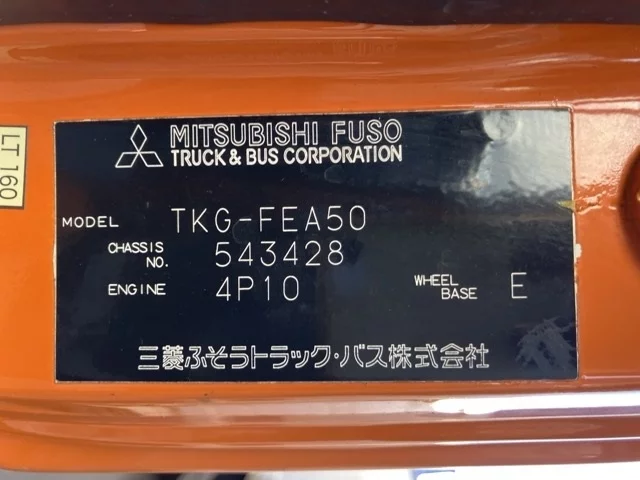 MITSUBISHI FUSO
TRUCK & BUS CORPORATION
LT 160
MODEL TKG-FEA50
CHASSIS NO. 543428
ENGINE 4P10 WHEEL BASE E
三菱ふそうトラック・バス株式会社